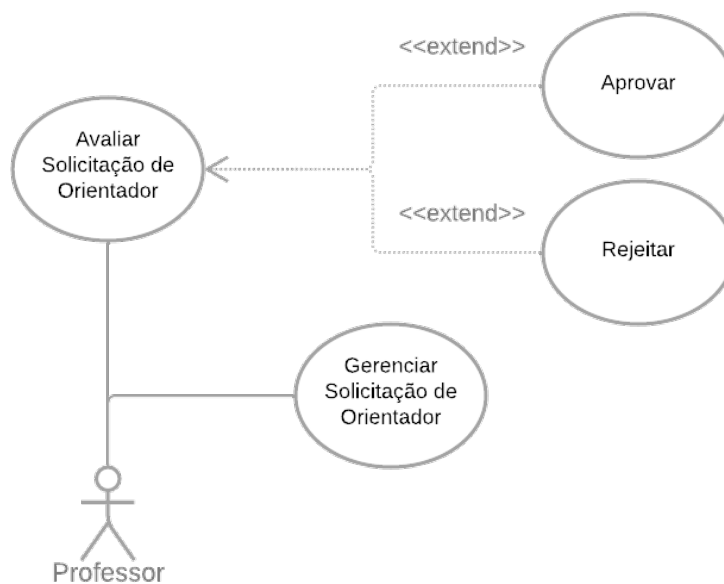 <<extend>>
Aprovar
Avaliar
Solicitação de
Orientador
<<extend>>
Rejeitar
Gerenciar
Solicitação de
Orientador
Professor